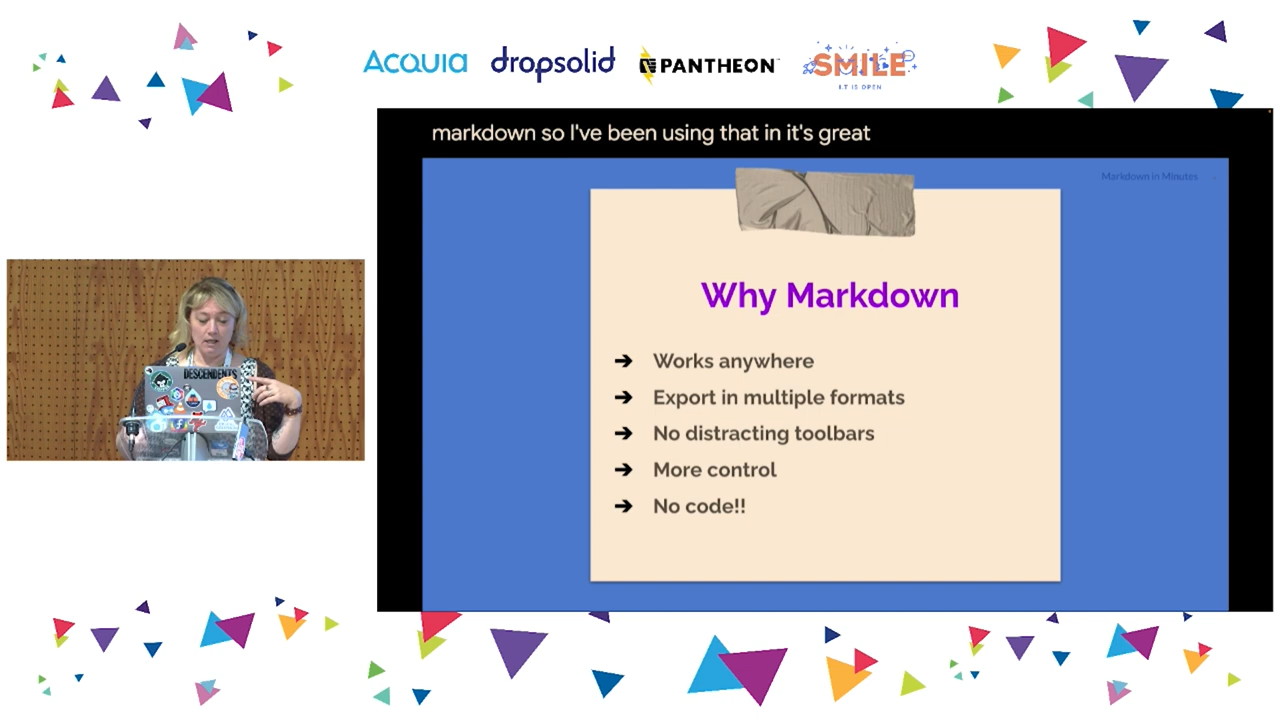 ACQUIA
dropsolid
PANTHEON
SMILE
I.T IS OPEN
markdown so I've been using that in it's great
Markdown in Minutes
Why Markdown
➔ Works anywhere
➔ Export in multiple formats
➔ No distracting toolbars
➔ More control
➔ No code!!
DESCENDENTS